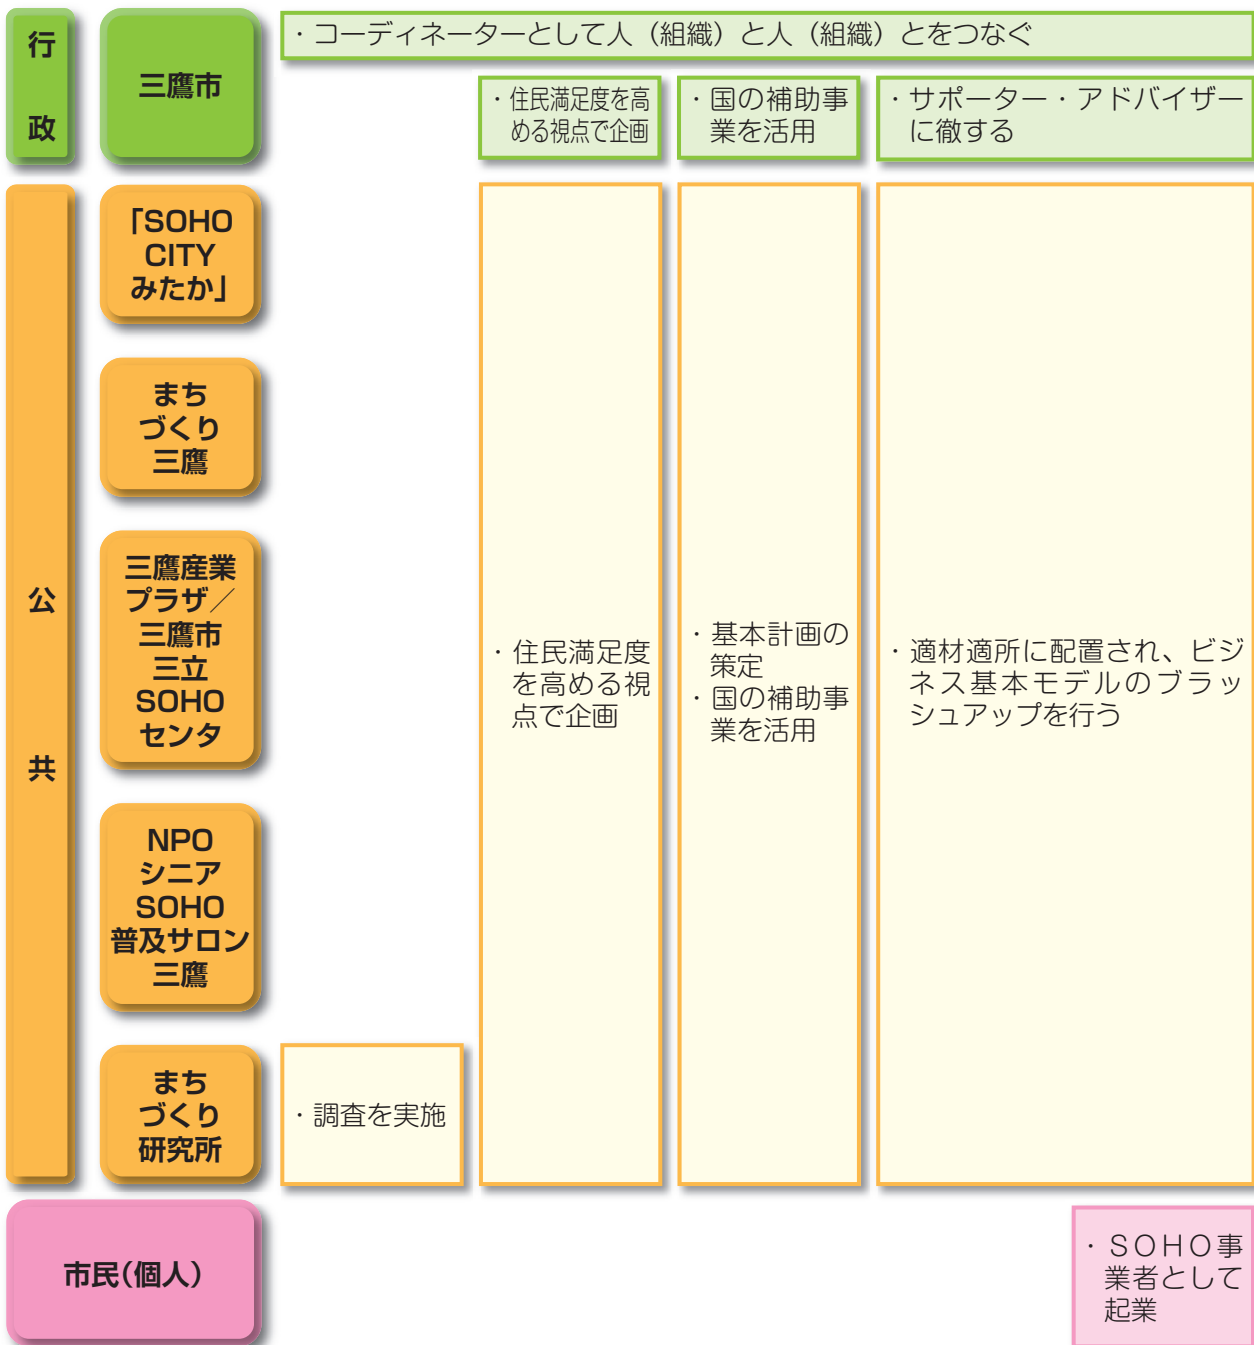 行
政
三鷹市
・コーディネーターとして人（組織）と人（組織）とをつなぐ
・住民満足度を高
める視点で企画
・国の補助事
業を活用
・サポーター・アドバイザー
に徹する
公
共
「SOHO
CITY
みたか」
まち
づくり
三鷹
三鷹産業
プラザ／
三鷹市
三立
SOHO
センタ
NPO
シニア
SOHO
普及サロン
三鷹
まち
づくり
研究所
・調査を実施
・住民満足度
を高める視
点で企画
・基本計画の
策定
・国の補助事
業を活用
・適材適所に配置され、ビジ
ネス基本モデルのブラッ
シュアップを行う
市民（個人）
・ＳＯＨＯ事
業者として
起業